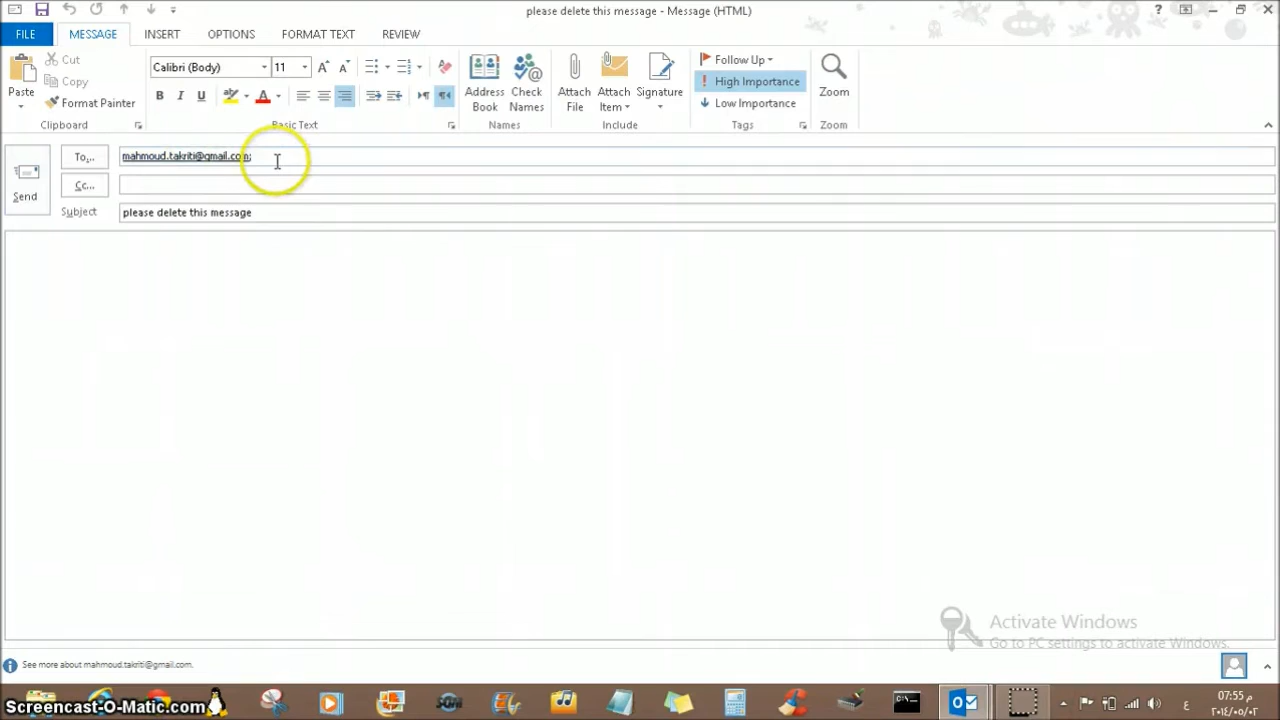 please delete this message - Message (HTML)
FILE MESSAGE INSERT OPTIONS FORMAT TEXT REVIEW
Paste
Cut
Copy
Format Painter
Clipboard
Calibri (Body) 11
B I U
Basic Text
Address Book
Check Names
Names
Attach File
Attach Item
Signature
Include
Follow Up
High Importance
Low Importance
Tags
Zoom
Zoom
Send
To...
mahmoud.takriti@gmail.com;
Cc...
Subject
please delete this message
Activate Windows
Go to PC settings to activate Windows.
See more about mahmoud.takriti@gmail.com.
Screencast-O-Matic.com
ع
07:55 م
٢٠١٤/٠٥/٠٢